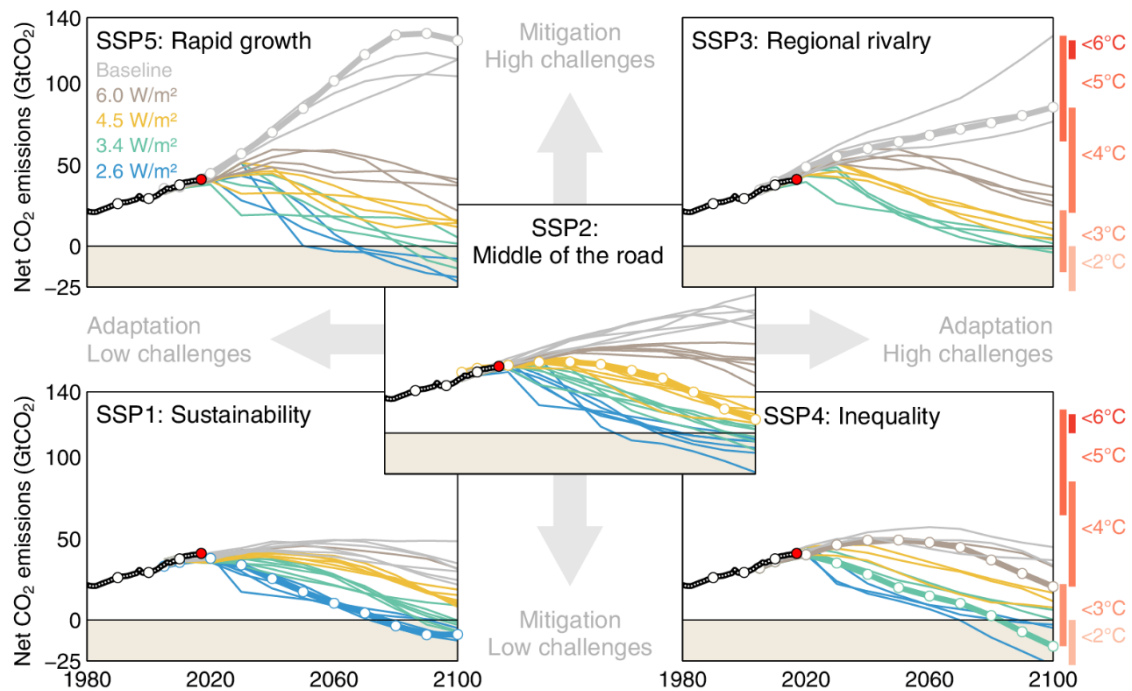 140
100
50
0
−25
Net CO₂ emissions (GtCO₂)
SSP5: Rapid growth
Baseline
6.0 W/m²
4.5 W/m²
3.4 W/m²
2.6 W/m²
Mitigation
High challenges
SSP3: Regional rivalry
<6°C
<5°C
<4°C
<3°C
<2°C
SSP2:
Middle of the road
Adaptation
Low challenges
Adaptation
High challenges
140
100
50
0
−25
Net CO₂ emissions (GtCO₂)
SSP1: Sustainability
SSP4: Inequality
<6°C
<5°C
<4°C
<3°C
<2°C
Mitigation
Low challenges
1980
2020
2060
2100
1980
2020
2060
2100